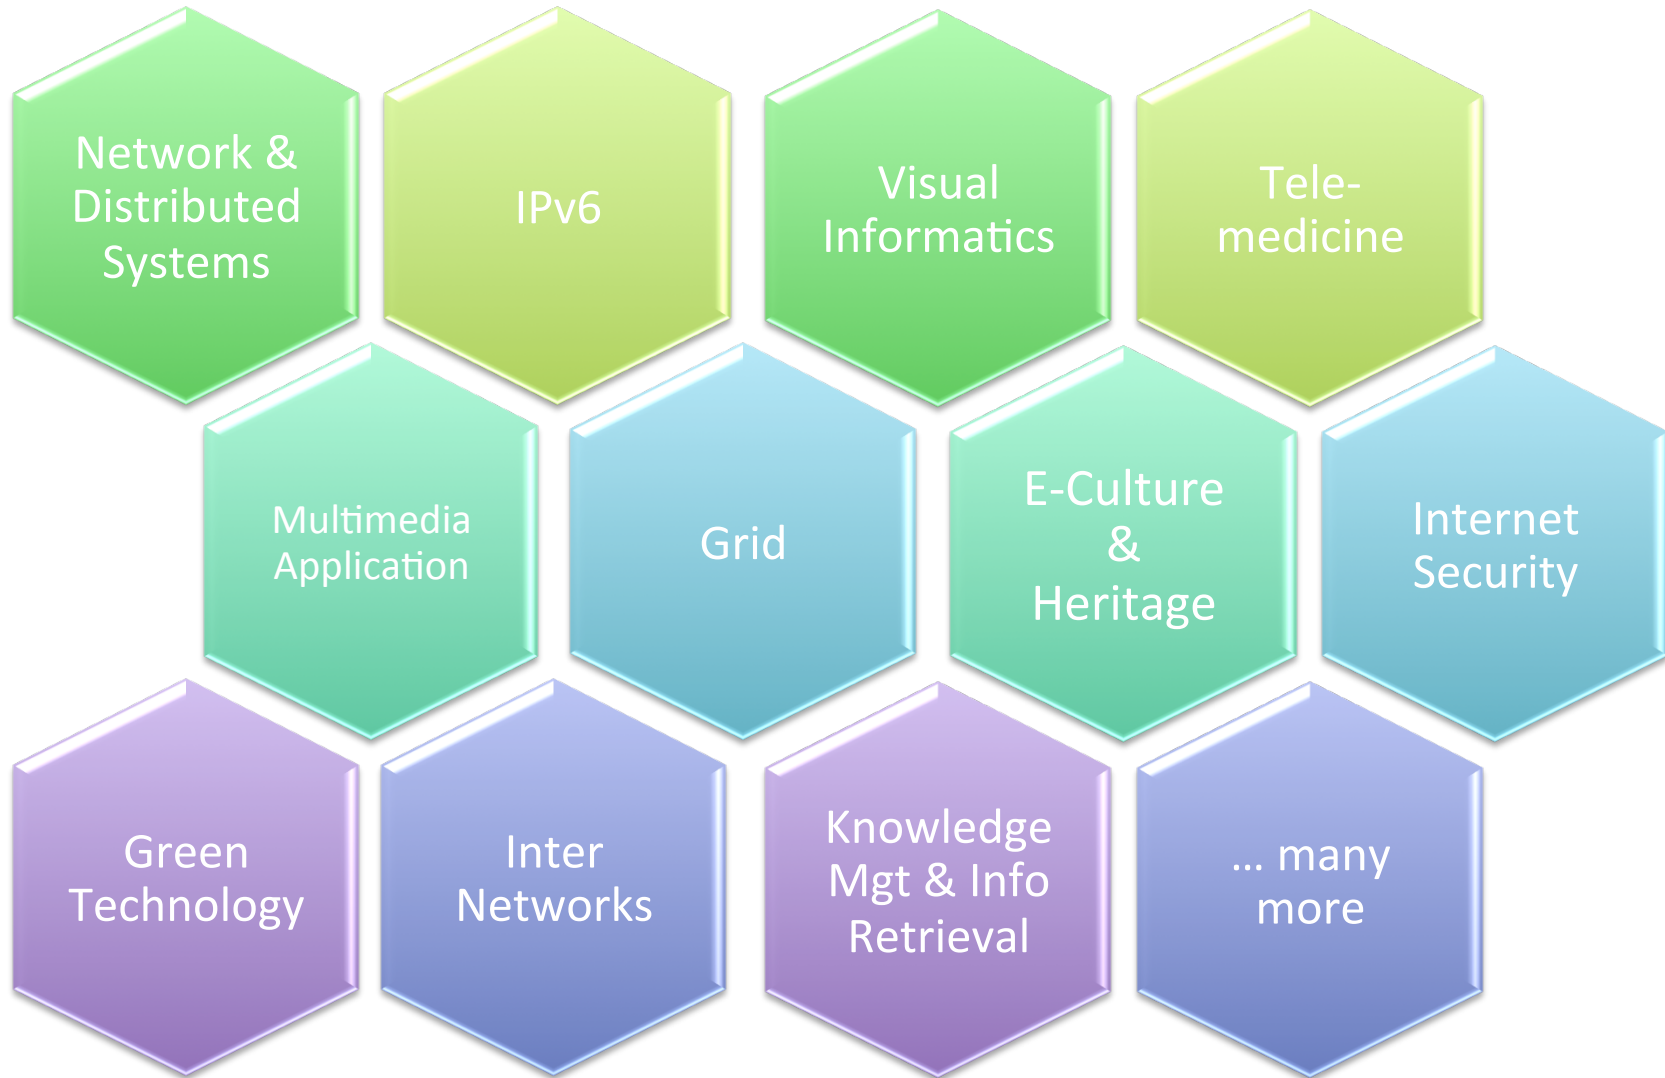 Network &
Distributed
Systems
IPv6
Visual
Informatics
Tele-
medicine
Multimedia
Application
Grid
E-Culture
&
Heritage
Internet
Security
Green
Technology
Inter
Networks
Knowledge
Mgt & Info
Retrieval
... many
more